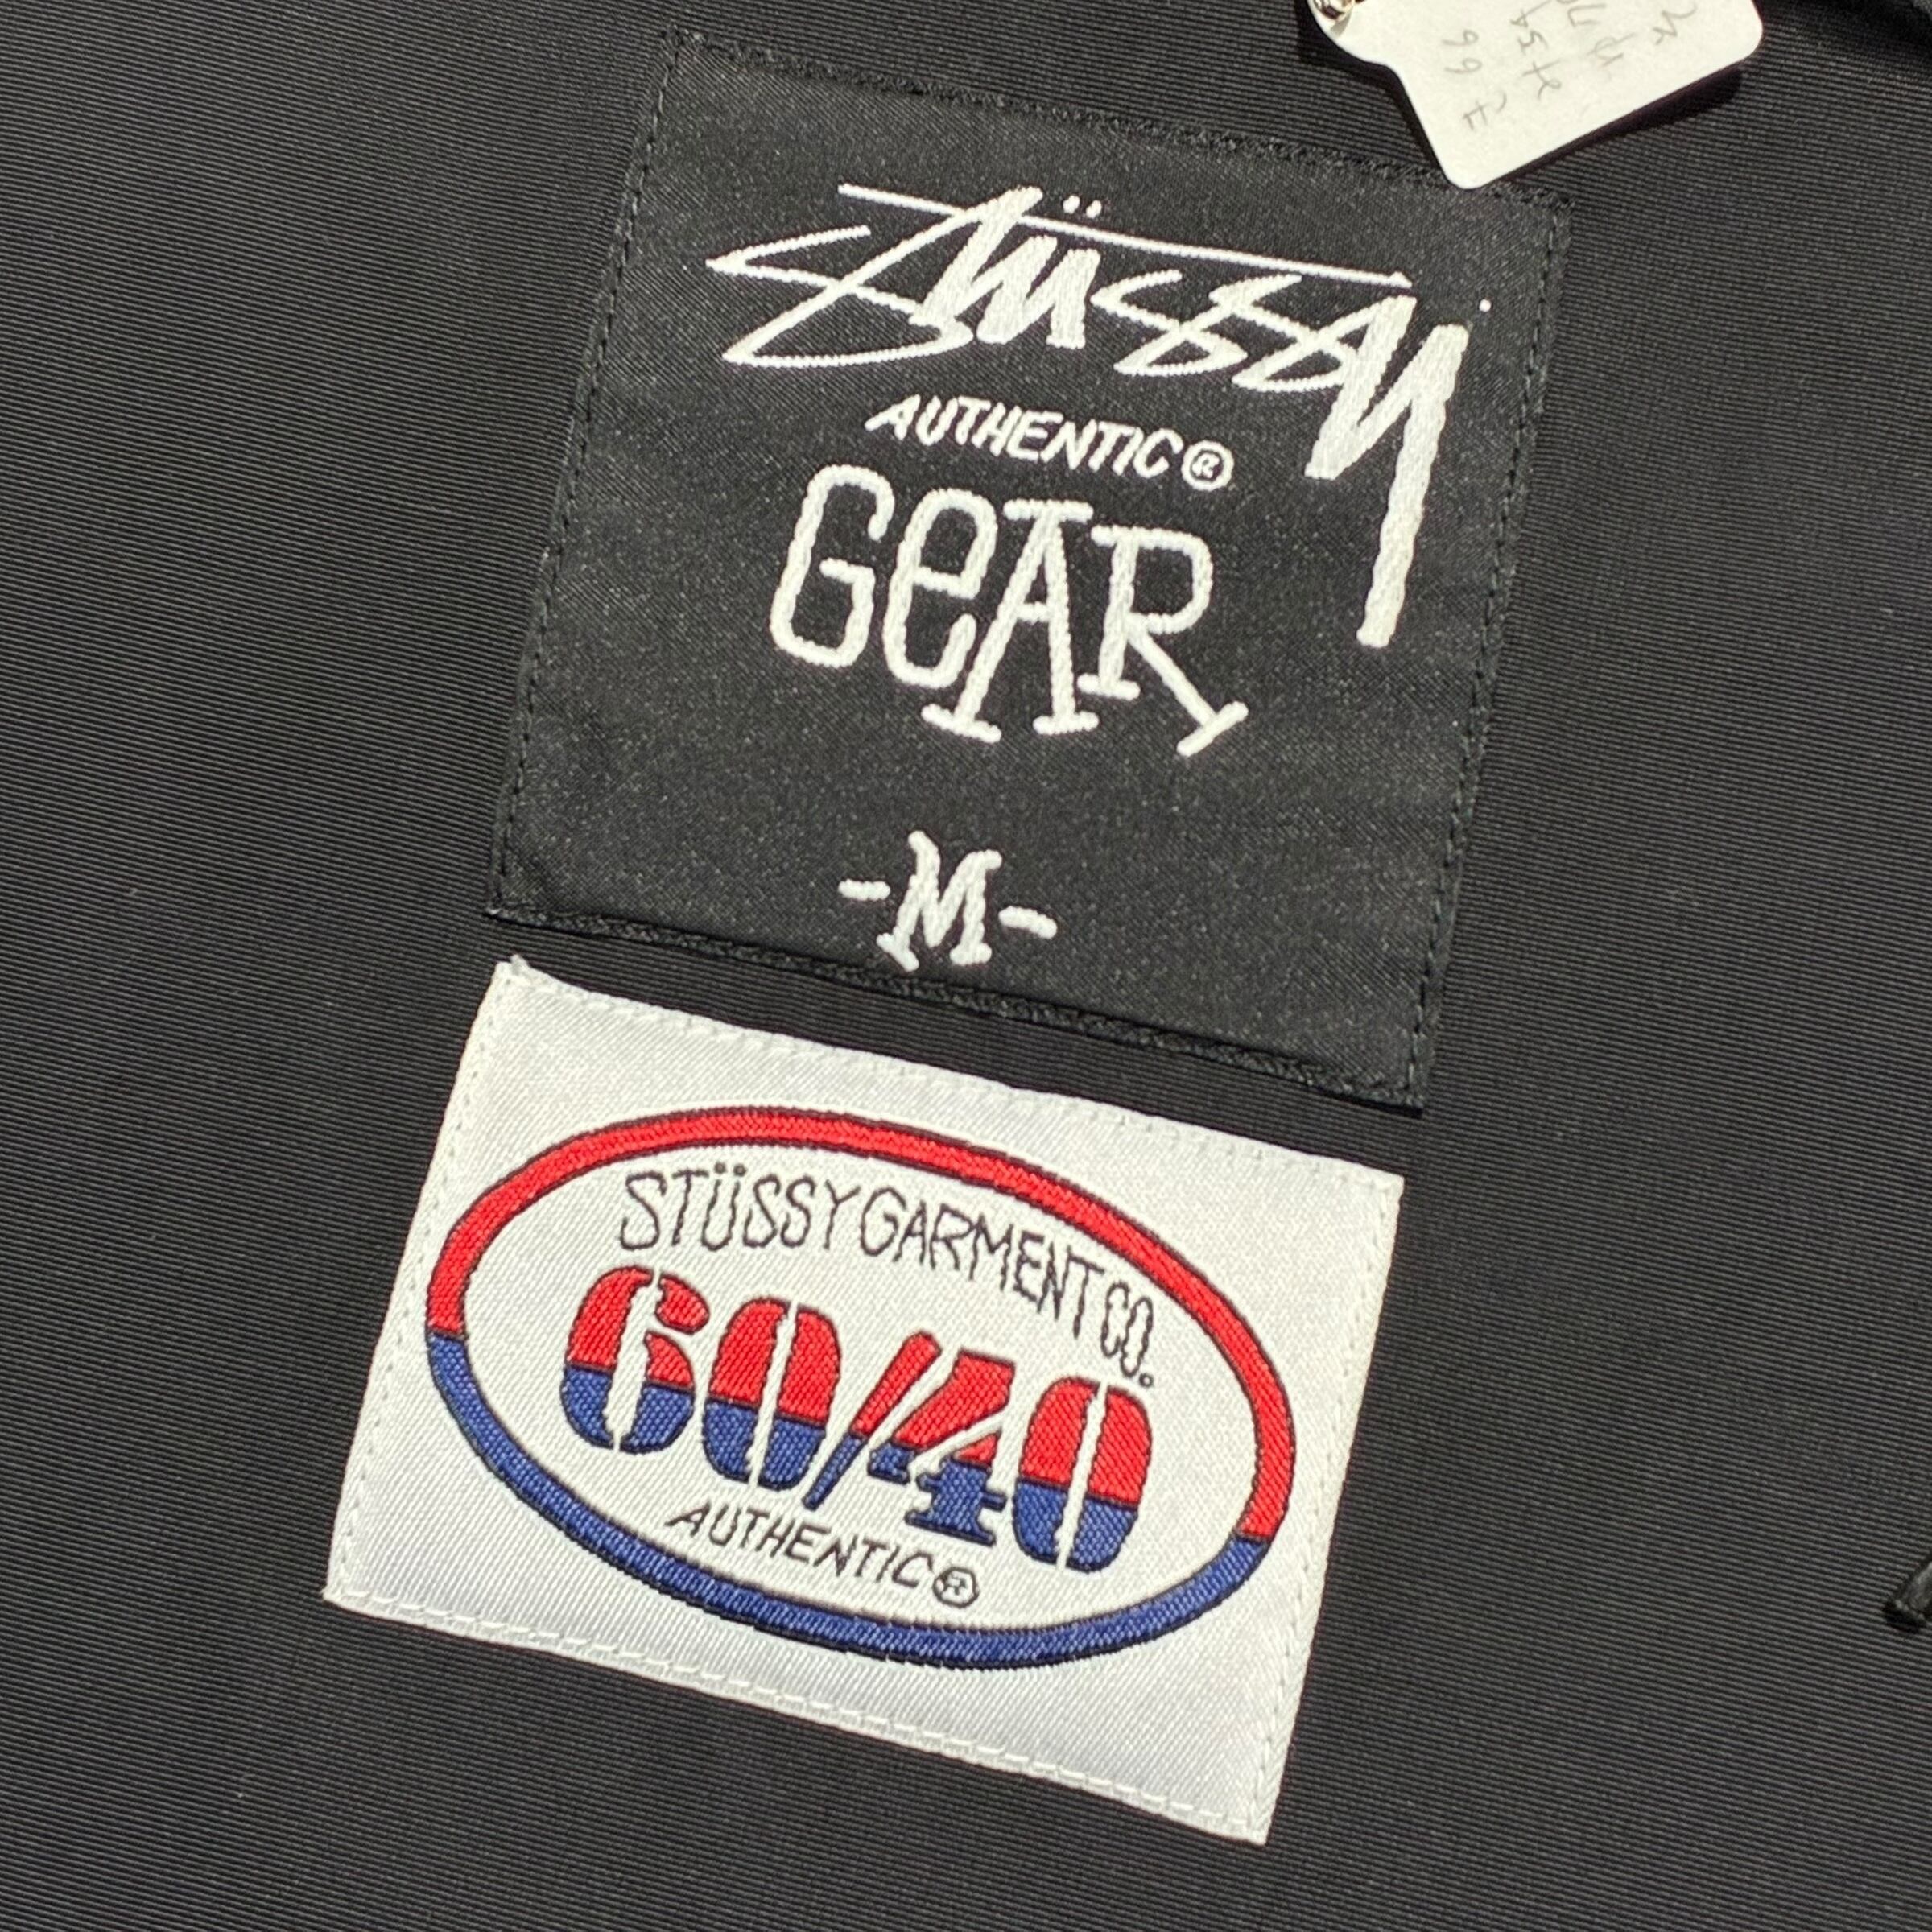 Stüssy
AUTHENTIC®
GEAR
-M-
STÜSSY GARMENT CO.
60/40
AUTHENTIC®